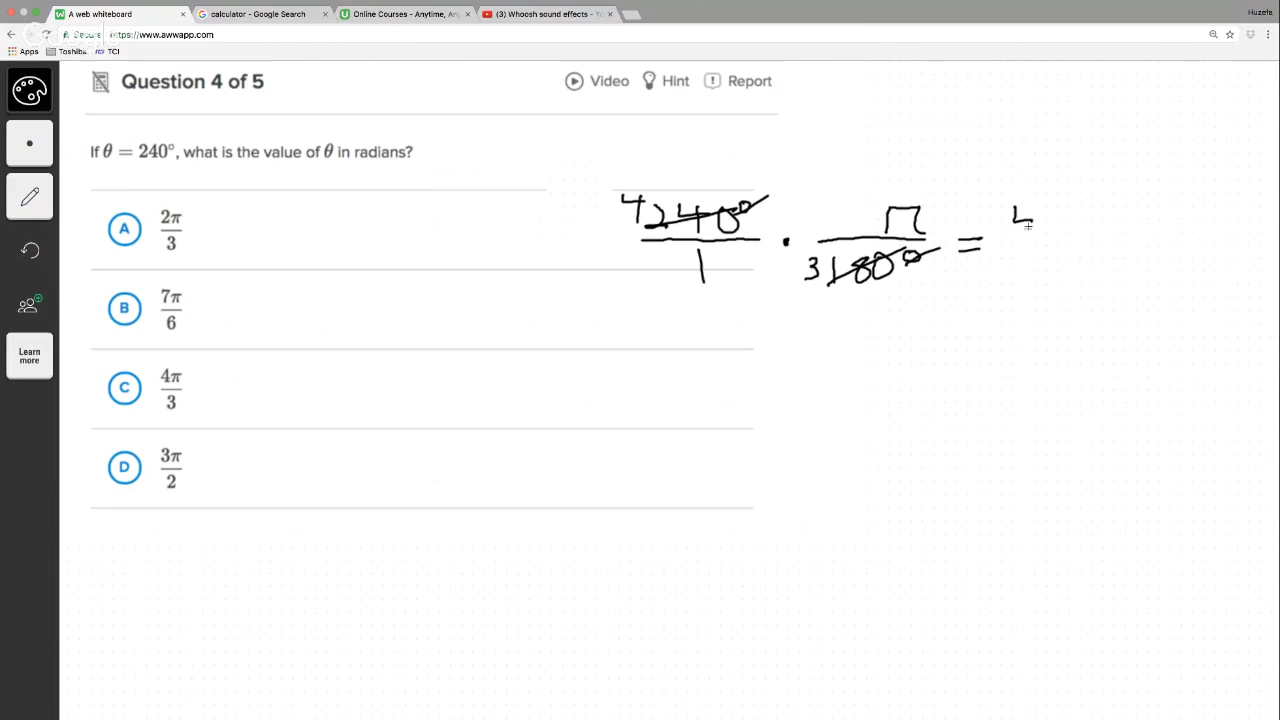 A web whiteboard
calculator - Google Search
Online Courses - Anytime, An
(3) Whoosh sound effects - Yo
Huzefa
Secure https://www.awwapp.com
Apps Toshiba TCI
Question 4 of 5
Video Hint Report
If θ = 240°, what is the value of θ in radians?
A 2π/3
B 7π/6
C 4π/3
D 3π/2
Learn more
4 240°/1 · π/3 180° = 4